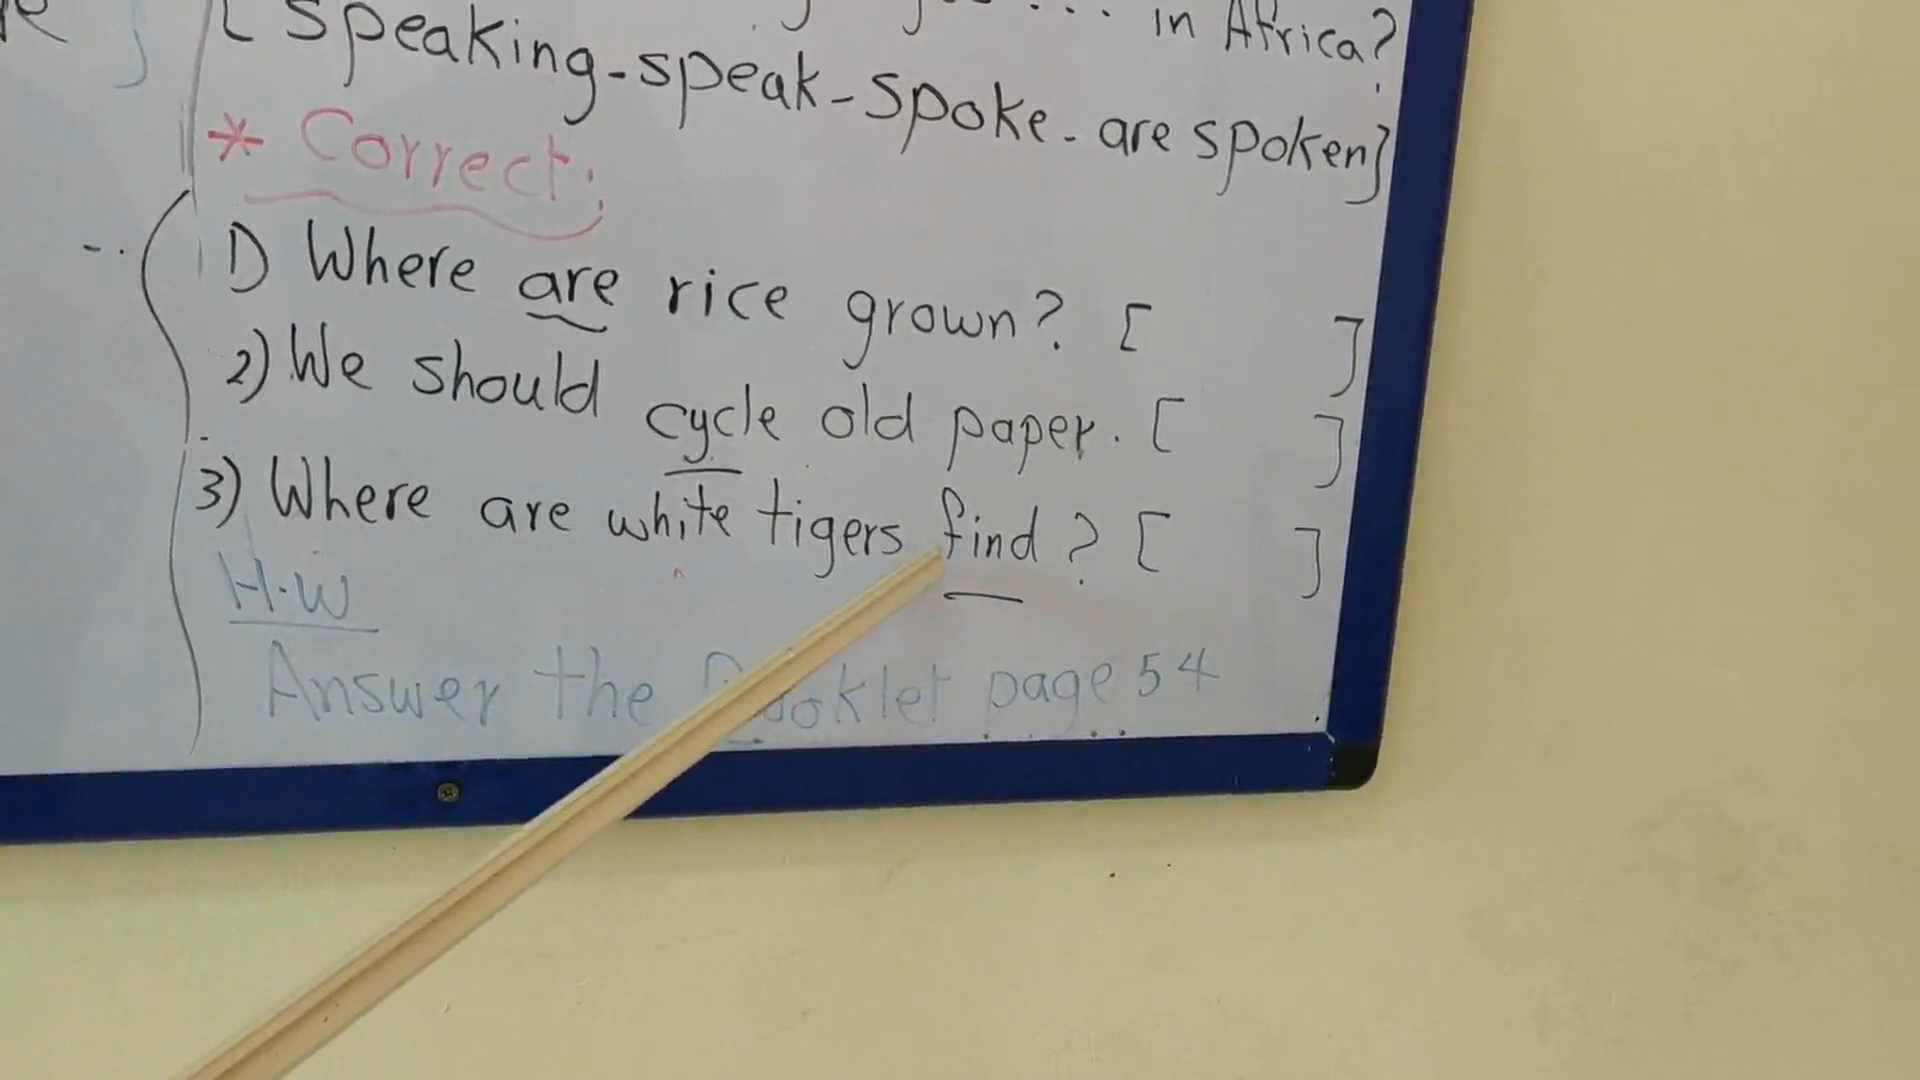 ... in Africa?
[ speaking - speak - spoke - are spoken]
* Correct:
1) Where are rice grown? [ ]
2) We should cycle old paper. [ ]
3) Where are white tigers find? [ ]
H.W
Answer the page 54